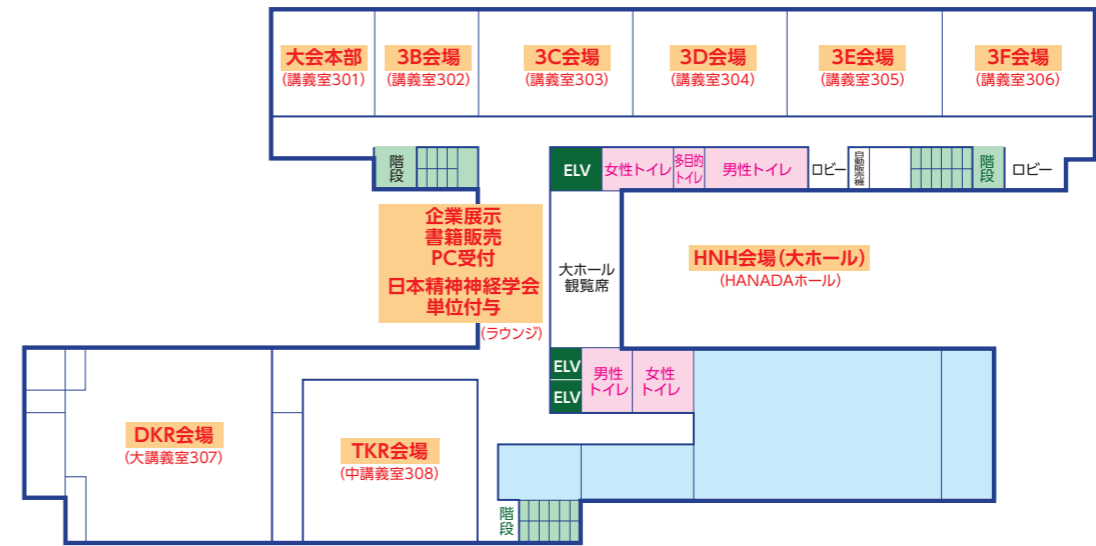 大会本部
(講義室301)
3B会場
(講義室302)
3C会場
(講義室303)
3D会場
(講義室304)
3E会場
(講義室305)
3F会場
(講義室306)
階段
ELV
女性トイレ
多目的
トイレ
男性トイレ
ロビー
自動販売機
階段
ロビー
企業展示
書籍販売
PC受付
日本精神神経学会
単位付与
(ラウンジ)
大ホール
観覧席
HNH会場(大ホール)
(HANADAホール)
ELV
ELV
男性
トイレ
女性
トイレ
DKR会場
(大講義室307)
TKR会場
(中講義室308)
階段